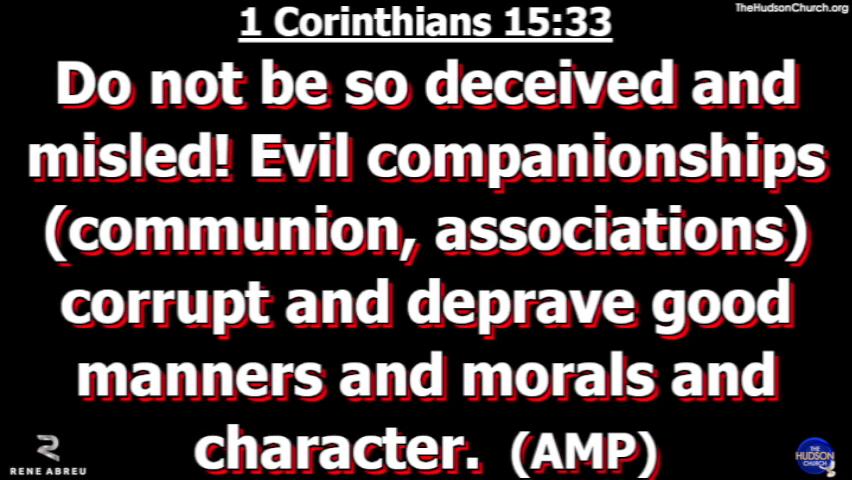 TheHudsonChurch.org
1 Corinthians 15:33
Do not be so deceived and
misled! Evil companionships
(communion, associations)
corrupt and deprave good
manners and morals and
character. (AMP)
RENE ABREU
THE
HUDSON
CHURCH